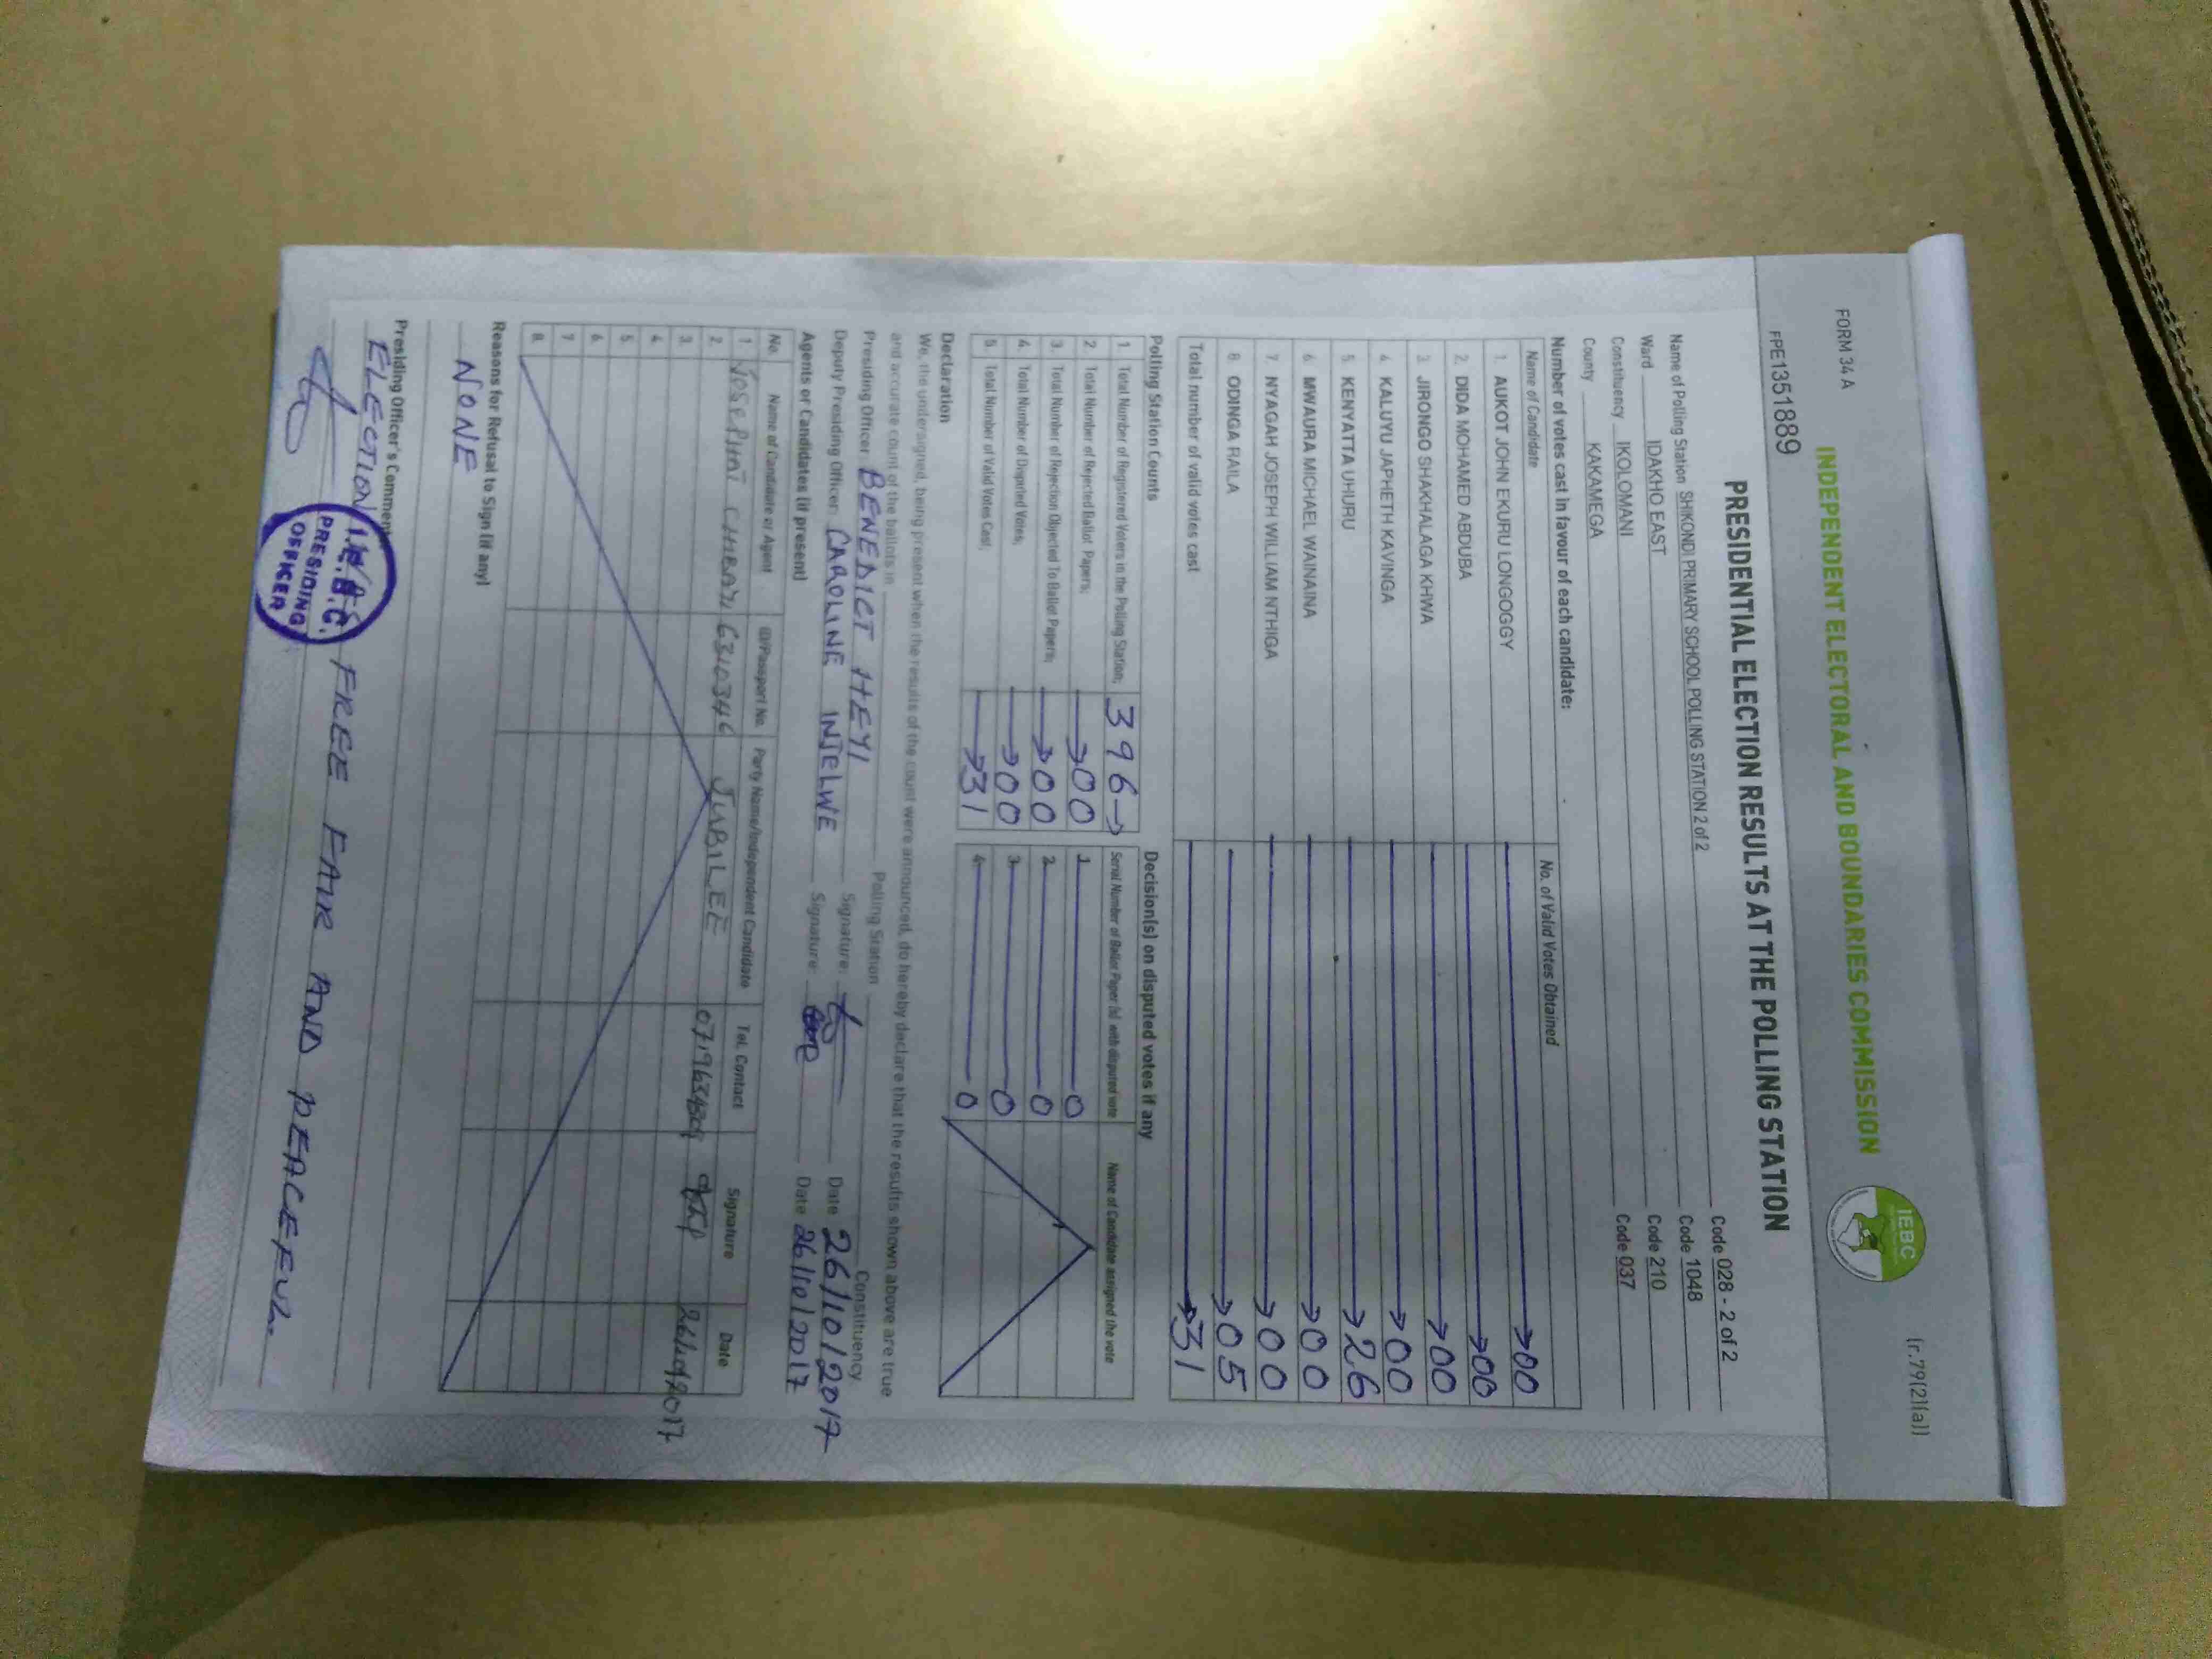 FORM 34 A
(r.79(2)(a))
INDEPENDENT ELECTORAL AND BOUNDARIES COMMISSION
IEBC
FPE1351889
PRESIDENTIAL ELECTION RESULTS AT THE POLLING STATION
Name of Polling Station SHIKONDI PRIMARY SCHOOL POLLING STATION 2 of 2 Code 028 - 2 of 2
Ward IDAKHO EAST Code 1048
Constituency IKOLOMANI Code 210
County KAKAMEGA Code 037
Number of votes cast in favour of each candidate:
Name of Candidate No. of Valid Votes Obtained
1. AUKOT JOHN EKURU LONGOGGY 00
2. DIDA MOHAMED ABDUBA 00
3. JIRONGO SHAKHALAGA KHWA 00
4. KALUYU JAPHETH KAVINGA 00
5. KENYATTA UHURU 26
6. MWAURA MICHAEL WAINAINA 00
7. NYAGAH JOSEPH WILLIAM NTHIGA 00
8. ODINGA RAILA 05
Total number of valid votes cast 31
Polling Station Counts
1. Total Number of Registered Voters in the Polling Station; 396
2. Total Number of Rejected Ballot Papers; 00
3. Total Number of Rejection Objected To Ballot Papers; 00
4. Total Number of Disputed Votes; 00
5. Total Number of Valid Votes Cast; 31
Decision(s) on disputed votes if any
Serial Number of Ballot Paper (s) with disputed vote Name of Candidate assigned the vote
1 0
2 0
3 0
4 0
Declaration
We, the undersigned, being present when the results of the count were announced, do hereby declare that the results shown above are true
and accurate count of the ballots in Polling Station Constituency
Presiding Officer: BENEDICT HEYI Signature: Date 26/10/2017
Deputy Presiding Officer: CAROLINE INJELWE Signature: Date 26/10/2017
Agents or Candidates (if present)
No. Name of Candidate or Agent ID/Passport No. Party Name/Independent Candidate Tel. Contact Signature Date
1. 6310346 JUBILEE 26/10/2017
2.
3.
4.
5.
6.
7.
8.
Reasons for Refusal to Sign (if any)
NONE
Presiding Officer's Comment
ELECTION FREE FAIR AND PEACEFUL.
I.E.B.C.
PRESIDING
OFFICER